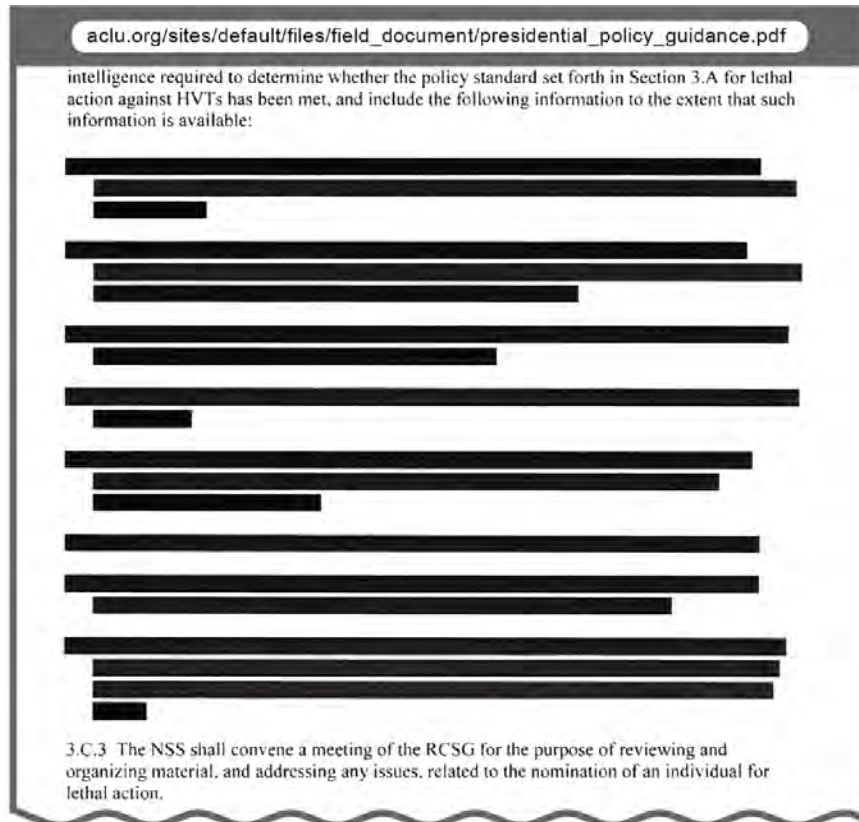 aclu.org/sites/default/files/field_document/presidential_policy_guidance.pdf
intelligence required to determine whether the policy standard set forth in Section 3.A for lethal
action against HVTs has been met, and include the following information to the extent that such
information is available:
3.C.3 The NSS shall convene a meeting of the RCSG for the purpose of reviewing and
organizing material, and addressing any issues, related to the nomination of an individual for
lethal action.